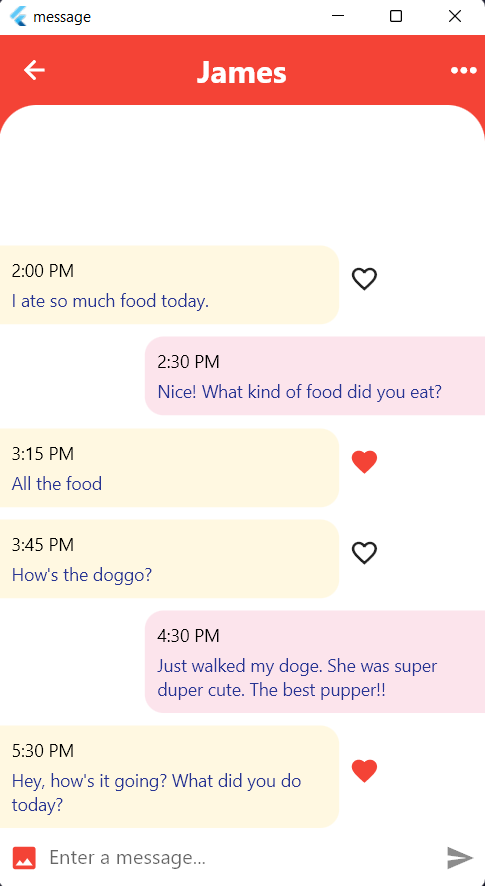 message
James
2:00 PM
I ate so much food today.
2:30 PM
Nice! What kind of food did you eat?
3:15 PM
All the food
3:45 PM
How's the doggo?
4:30 PM
Just walked my doge. She was super
duper cute. The best pupper!!
5:30 PM
Hey, how's it going? What did you do
today?
Enter a message...